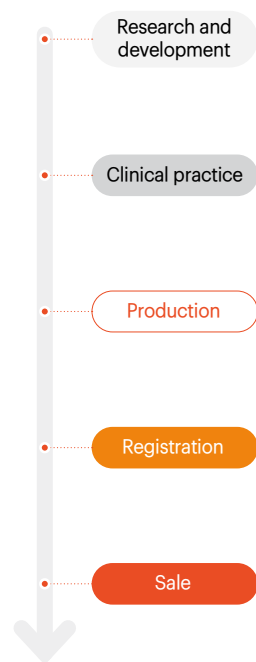 Research and
development
Clinical practice
Production
Registration
Sale